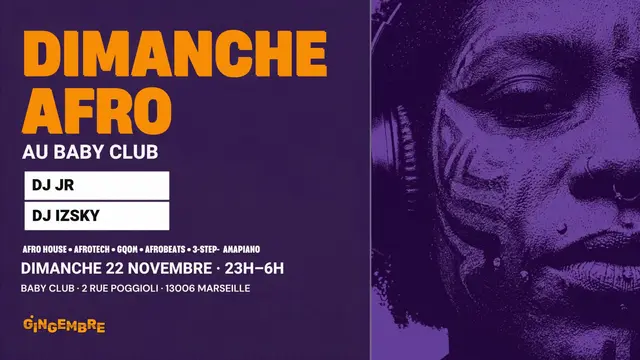 DIMANCHE
AFRO
AU BABY CLUB
DJ JR
DJ IZSKY
AFRO HOUSE • AFROTECH • GQOM • AFROBEATS • 3-STEP- AMAPIANO
DIMANCHE 22 NOVEMBRE · 23H–6H
BABY CLUB · 2 RUE POGGIOLI · 13006 MARSEILLE
GINGEMBRE